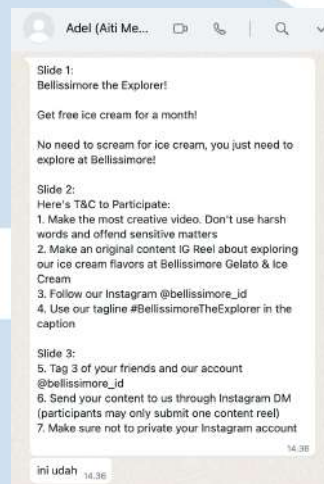 Adel (Aiti Me...
Slide 1:
Bellissimore the Explorer!
Get free ice cream for a month!
No need to scream for ice cream, you just need to
explore at Bellissimore!
Slide 2:
Here's T&C to Participate:
1. Make the most creative video. Don't use harsh
words and offend sensitive matters
2. Make an original content IG Reel about exploring
our ice cream flavors at Bellissimore Gelato & Ice
Cream
3. Follow our Instagram @bellissimore_id
4. Use our tagline #BellissimoreTheExplorer in the
caption
Slide 3:
5. Tag 3 of your friends and our account
@bellissimore_id
6. Send your content to us through Instagram DM
(participants may only submit one content reel)
7. Make sure not to private your Instagram account
14.36
ini udah 14.36